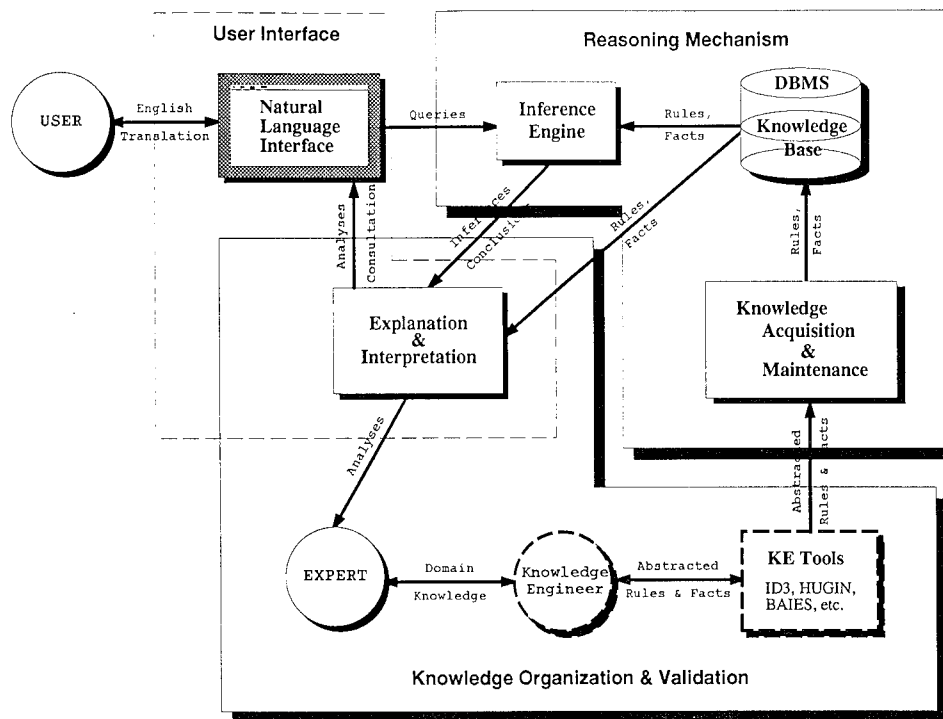 User Interface
Reasoning Mechanism
DBMS
Knowledge
Base
USER
English
Translation
Natural
Language
Interface
Queries
Inference
Engine
Rules,
Facts
Analyses
Consultation
Inferences
Rules,
Facts
Rules,
Facts
Explanation
&
Interpretation
Knowledge
Acquisition
&
Maintenance
Analyses
Abstracted
Rules &
EXPERT
Domain
Knowledge
Knowledge
Engineer
Abstracted
Rules & Facts
KE Tools
ID3, HUGIN,
BAIES, etc.
Knowledge Organization & Validation